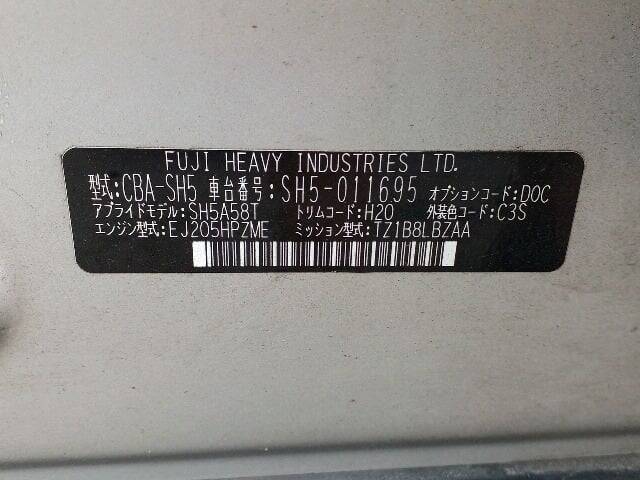 FUJI HEAVY INDUSTRIES LTD.
型式:CBA-SH5 車台番号:SH5-011695 オプションコード:DOC
アプライドモデル:SH5A58T トリムコード:H20 外装色コード:C3S
エンジン型式:EJ205HPZME ミッション型式:TZ1B8LBZAA